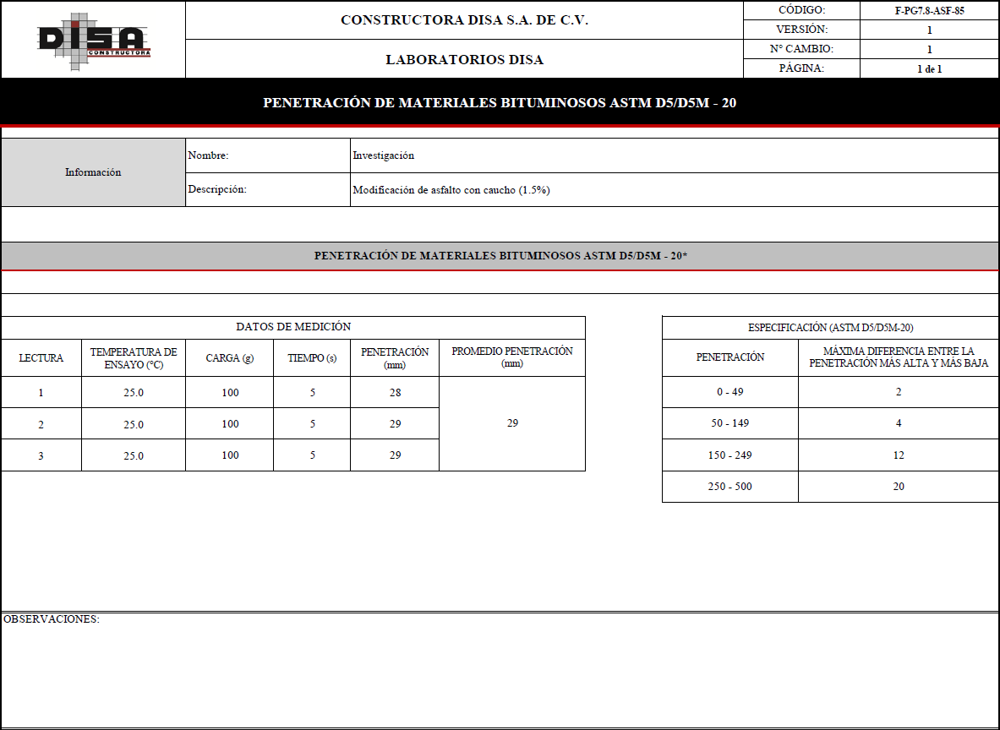 DISA
CONSTRUCTORA
CONSTRUCTORA DISA S.A. DE C.V.
LABORATORIOS DISA
CÓDIGO: F-PG7.8-ASF-85
VERSIÓN: 1
N° CAMBIO: 1
PÁGINA: 1 de 1
PENETRACIÓN DE MATERIALES BITUMINOSOS ASTM D5/D5M - 20
Información
Nombre: Investigación
Descripción: Modificación de asfalto con caucho (1.5%)
PENETRACIÓN DE MATERIALES BITUMINOSOS ASTM D5/D5M - 20*
DATOS DE MEDICIÓN
LECTURA
TEMPERATURA DE
ENSAYO (°C)
CARGA (g)
TIEMPO (s)
PENETRACIÓN
(mm)
PROMEDIO PENETRACIÓN
(mm)
1 25.0 100 5 28
2 25.0 100 5 29
29
3 25.0 100 5 29
ESPECIFICACIÓN (ASTM D5/D5M-20)
PENETRACIÓN
MÁXIMA DIFERENCIA ENTRE LA
PENETRACIÓN MÁS ALTA Y MÁS BAJA
0 - 49 2
50 - 149 4
150 - 249 12
250 - 500 20
OBSERVACIONES: